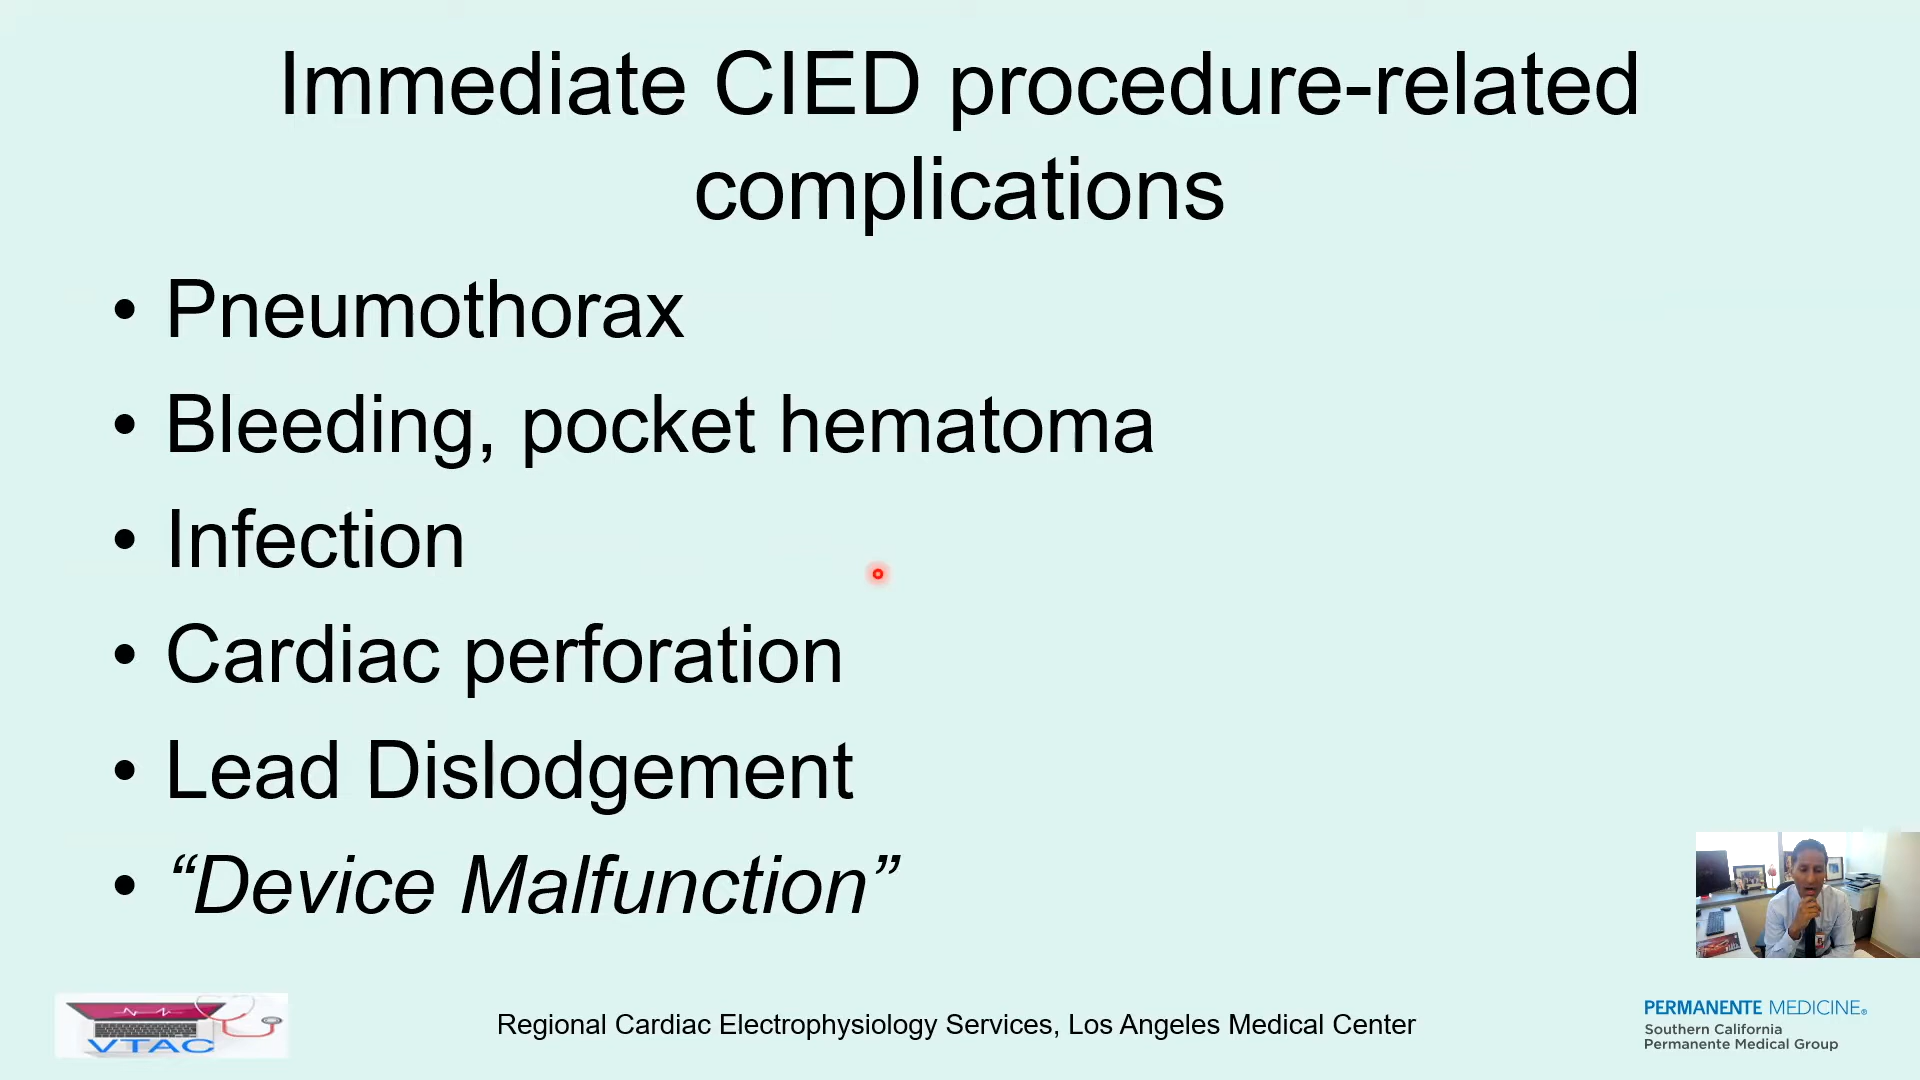 Immediate CIED procedure-related
complications
• Pneumothorax
• Bleeding, pocket hematoma
• Infection
• Cardiac perforation
• Lead Dislodgement
• “Device Malfunction”
VTAC
Regional Cardiac Electrophysiology Services, Los Angeles Medical Center
PERMANENTE MEDICINE®
Southern California
Permanente Medical Group